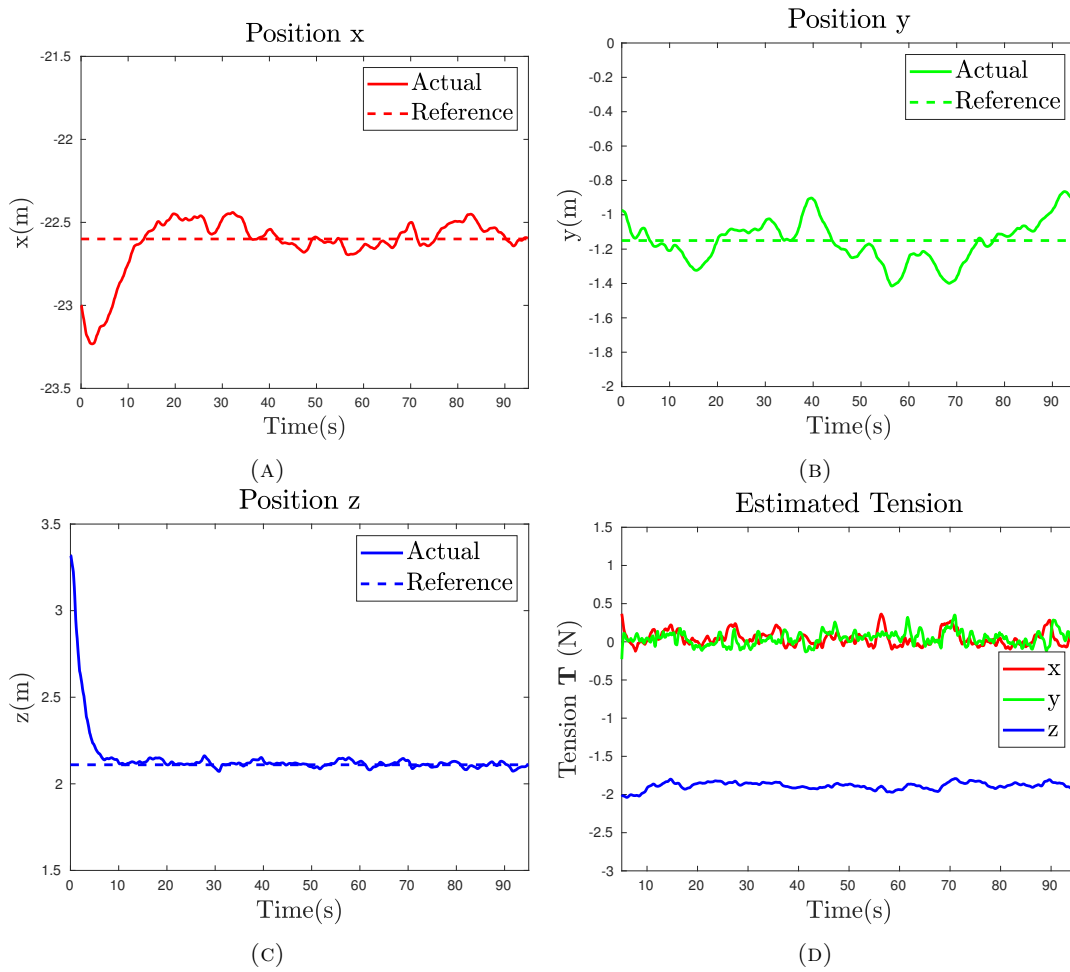 Position x
-21.5
-22
-22.5
-23
-23.5
x(m)
Actual
Reference
0 10 20 30 40 50 60 70 80 90
Time(s)
(A)
Position y
0
-0.2
-0.4
-0.6
-0.8
-1
-1.2
-1.4
-1.6
-1.8
-2
y(m)
Actual
Reference
0 10 20 30 40 50 60 70 80 90
Time(s)
(B)
Position z
3.5
3
2.5
2
1.5
z(m)
Actual
Reference
0 10 20 30 40 50 60 70 80 90
Time(s)
(C)
Estimated Tension
1.5
1
0.5
0
-0.5
-1
-1.5
-2
-2.5
-3
Tension T (N)
x
y
z
10 20 30 40 50 60 70 80 90
Time(s)
(D)